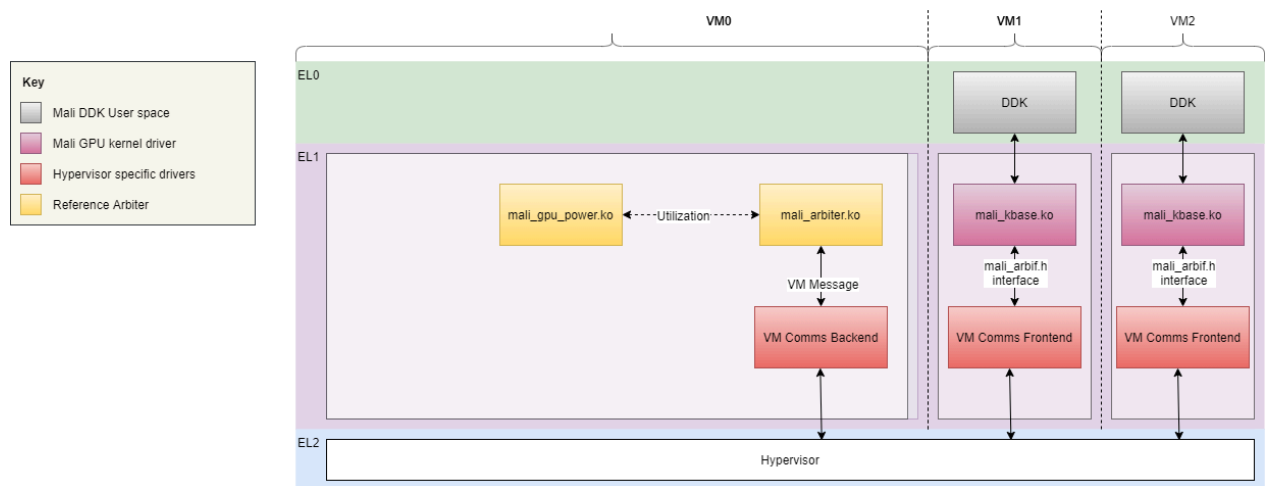 VM0
VM1
VM2
Key
Mali DDK User space
Mali GPU kernel driver
Hypervisor specific drivers
Reference Arbiter
EL0
DDK
DDK
EL1
mali_gpu_power.ko
Utilization
mali_arbiter.ko
mali_kbase.ko
mali_kbase.ko
VM Message
mali_arbif.h
interface
mali_arbif.h
interface
VM Comms Backend
VM Comms Frontend
VM Comms Frontend
EL2
Hypervisor